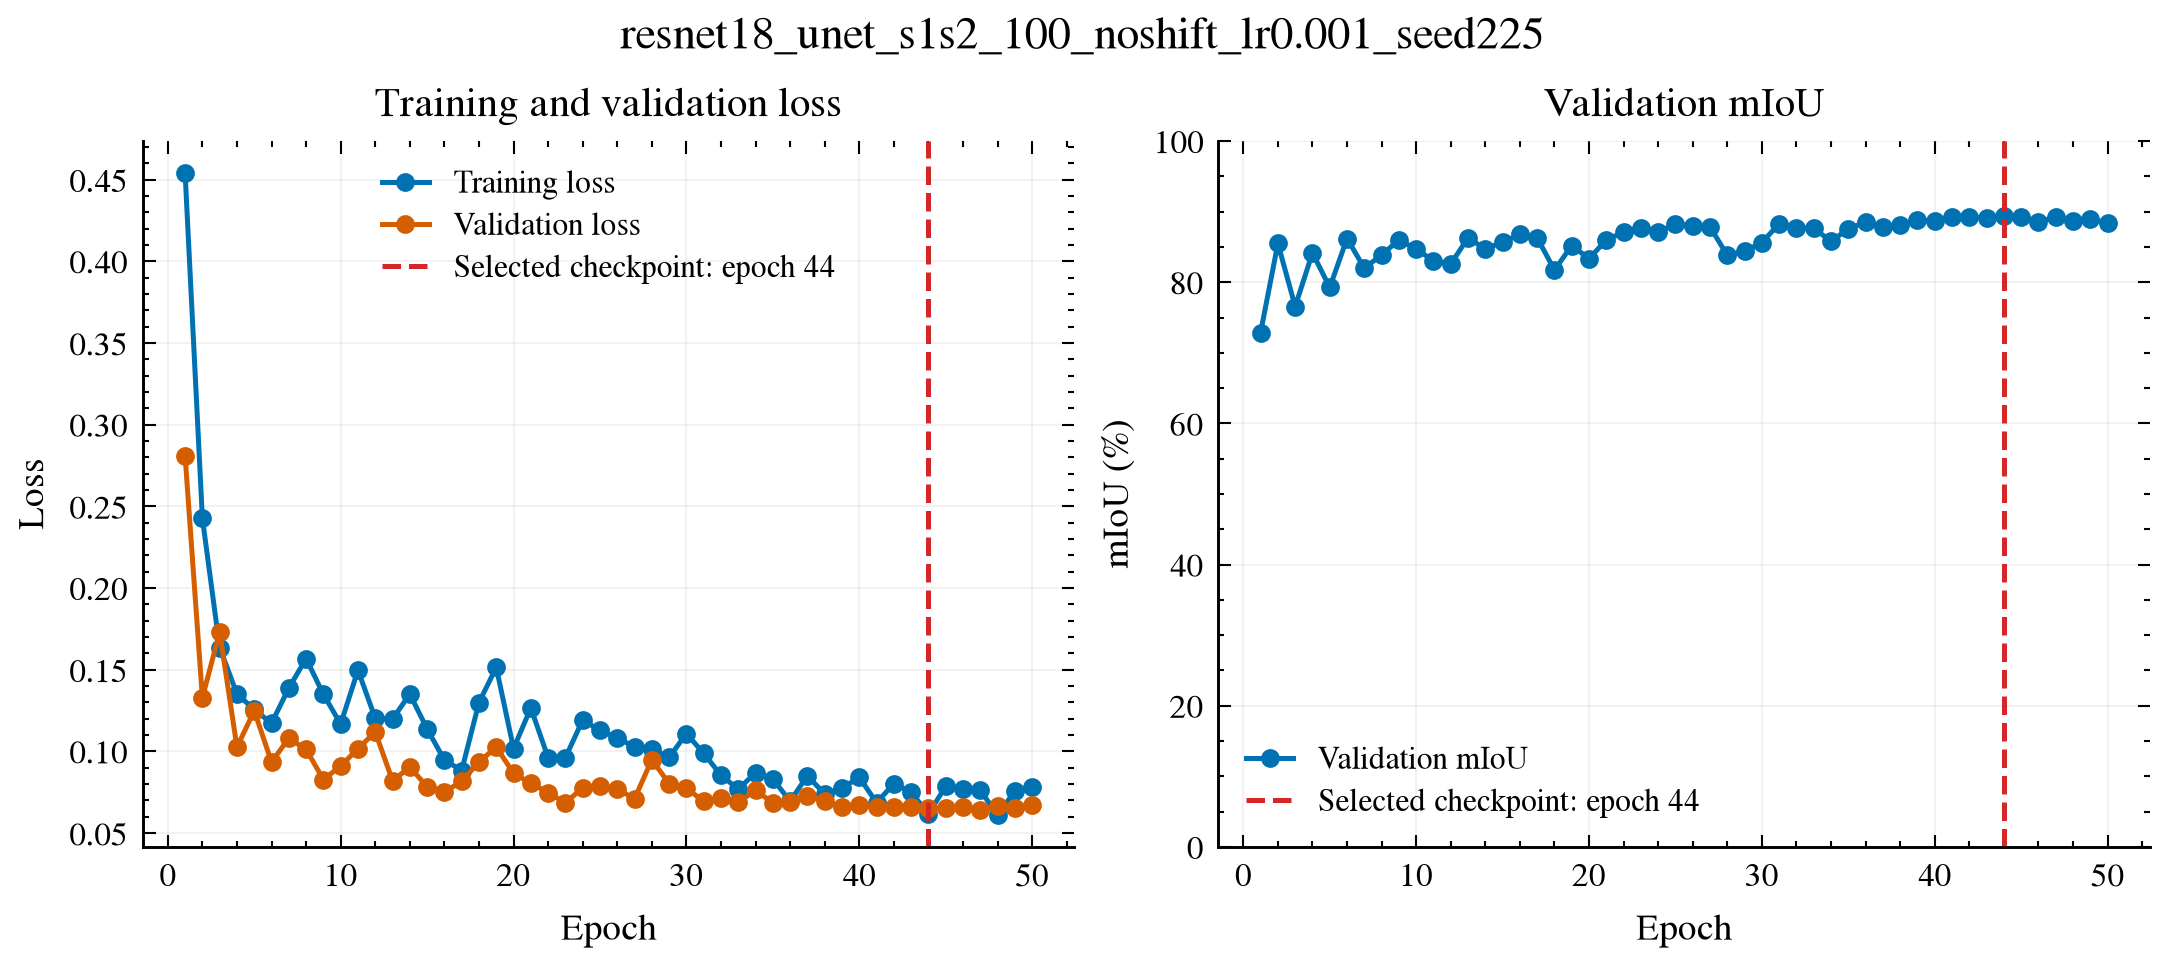 resnet18_unet_s1s2_100_noshift_lr0.001_seed225
Training and validation loss
Training loss
Validation loss
Selected checkpoint: epoch 44
0.45
0.40
0.35
0.30
0.25
0.20
0.15
0.10
0.05
Loss
0 10 20 30 40 50
Epoch
Validation mIoU
100
80
60
40
20
0
mIoU (%)
Validation mIoU
Selected checkpoint: epoch 44
0 10 20 30 40 50
Epoch